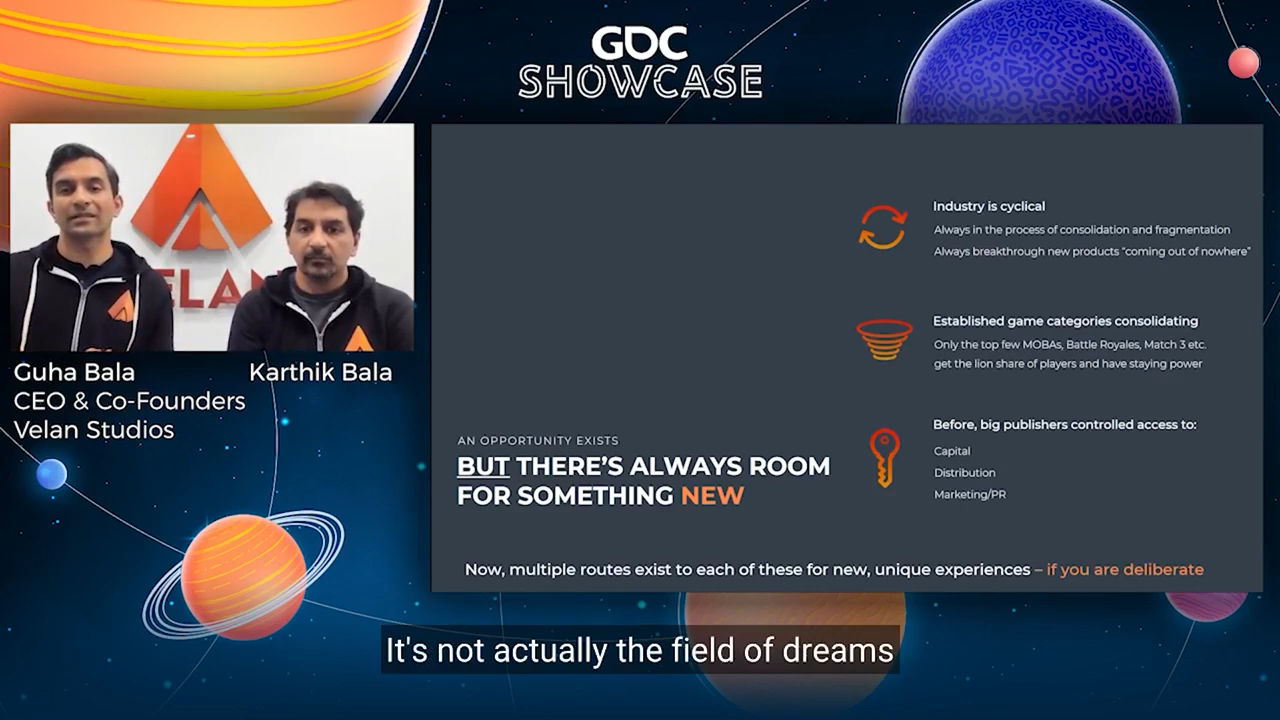 GDC
SHOWCASE
VELAN
Guha Bala
Karthik Bala
CEO & Co-Founders
Velan Studios
AN OPPORTUNITY EXISTS
BUT THERE'S ALWAYS ROOM
FOR SOMETHING NEW
Industry is cyclical
Always in the process of consolidation and fragmentation
Always breakthrough new products “coming out of nowhere”
Established game categories consolidating
Only the top few MOBAs, Battle Royales, Match 3 etc.
get the lion share of players and have staying power
Before, big publishers controlled access to:
Capital
Distribution
Marketing/PR
Now, multiple routes exist to each of these for new, unique experiences – if you are deliberate
It's not actually the field of dreams